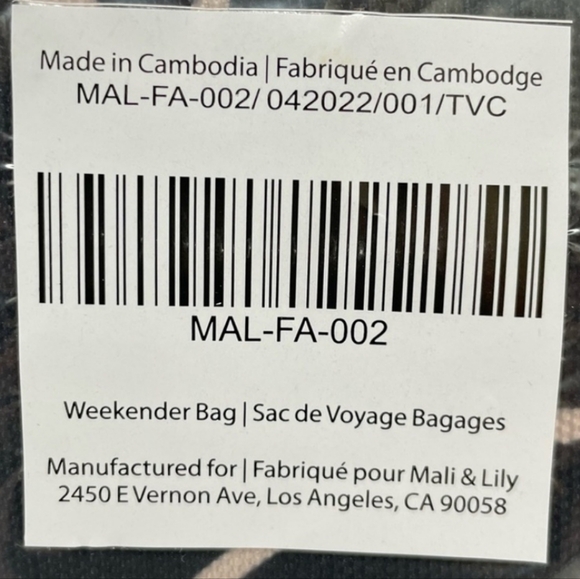 Made in Cambodia | Fabriqué en Cambodge
MAL-FA-002/ 042022/001/TVC
MAL-FA-002
Weekender Bag | Sac de Voyage Bagages
Manufactured for | Fabriqué pour Mali & Lily
2450 E Vernon Ave, Los Angeles, CA 90058